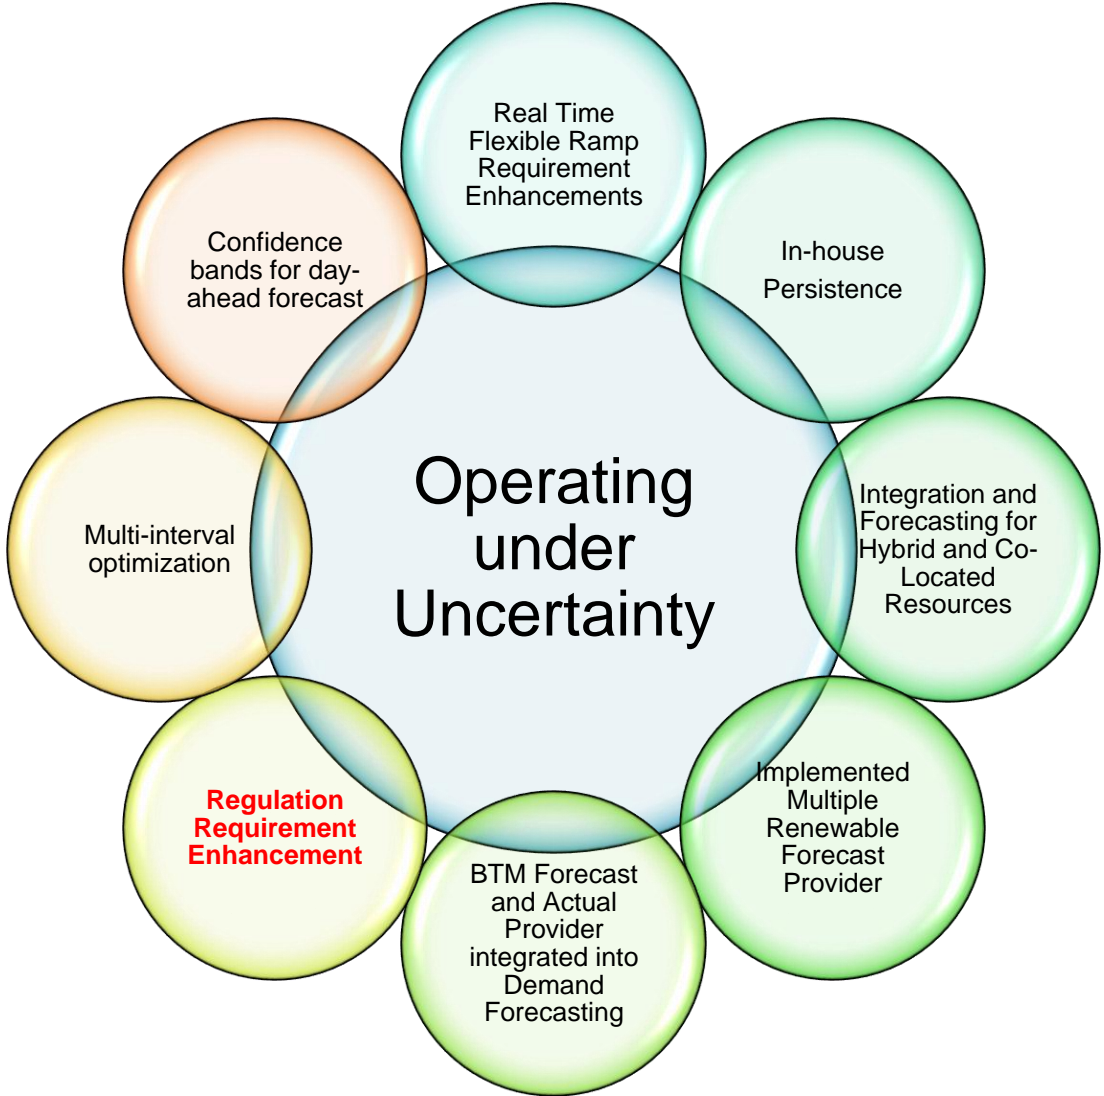 Real Time
Flexible Ramp
Requirement
Enhancements
In-house
Persistence
Integration and
Forecasting for
Hybrid and Co-
Located
Resources
Implemented
Multiple
Renewable
Forecast
Provider
BTM Forecast
and Actual
Provider
integrated into
Demand
Forecasting
Regulation
Requirement
Enhancement
Multi-interval
optimization
Confidence
bands for day-
ahead forecast
Operating
under
Uncertainty